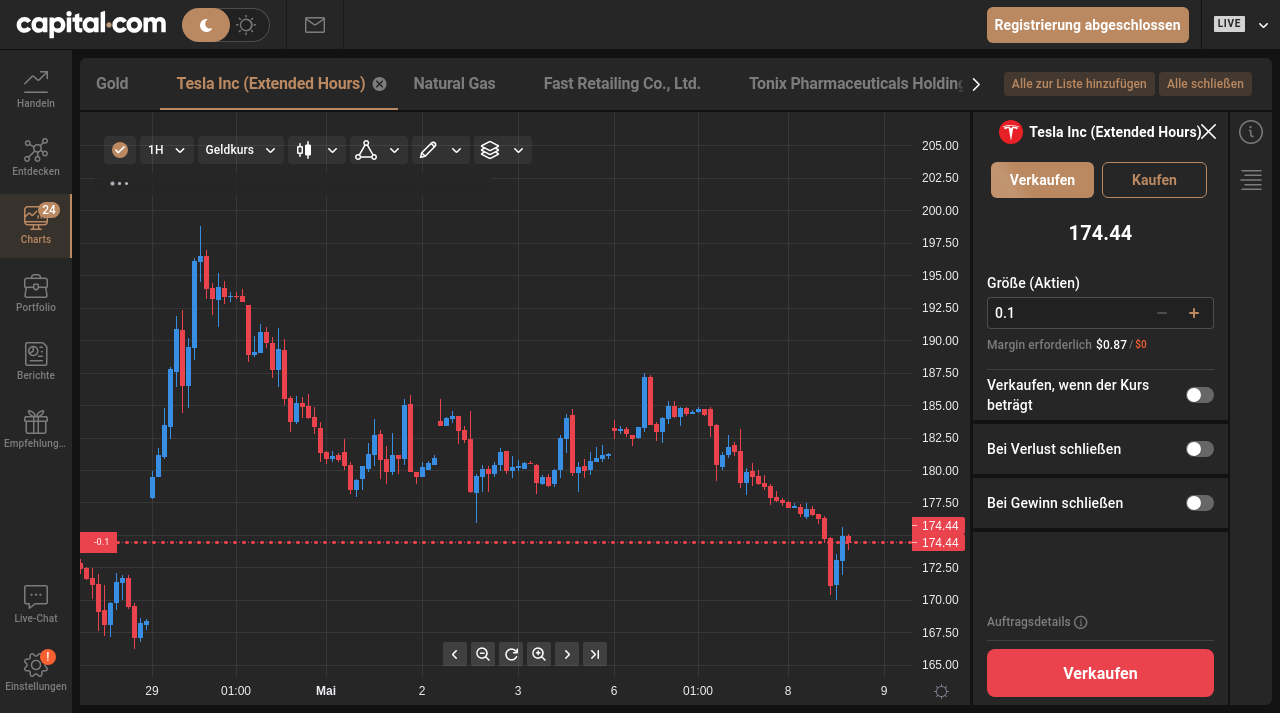 capital.com
Registrierung abgeschlossen
LIVE
Handeln
Entdecken
24
Charts
Portfolio
Berichte
Empfehlung...
Live-Chat
!
Einstellungen
Gold
Tesla Inc (Extended Hours)
Natural Gas
Fast Retailing Co., Ltd.
Tonix Pharmaceuticals Holding
Alle zur Liste hinzufügen
Alle schließen
1H
Geldkurs
205.00
202.50
200.00
197.50
195.00
192.50
190.00
187.50
185.00
182.50
180.00
177.50
174.44
174.44
172.50
170.00
167.50
165.00
-0.1
29
01:00
Mai
2
3
6
01:00
8
9
Tesla Inc (Extended Hours)
Verkaufen
Kaufen
174.44
Größe (Aktien)
0.1
Margin erforderlich $0.87 / $0
Verkaufen, wenn der Kurs
beträgt
Bei Verlust schließen
Bei Gewinn schließen
Auftragsdetails
Verkaufen